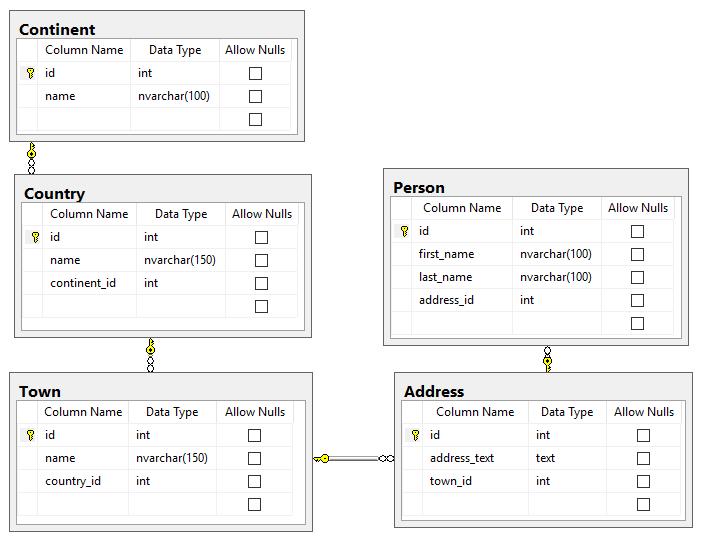 Continent
Column Name Data Type Allow Nulls
id int
name nvarchar(100)
Country
Column Name Data Type Allow Nulls
id int
name nvarchar(150)
continent_id int
Person
Column Name Data Type Allow Nulls
id int
first_name nvarchar(100)
last_name nvarchar(100)
address_id int
Town
Column Name Data Type Allow Nulls
id int
name nvarchar(150)
country_id int
Address
Column Name Data Type Allow Nulls
id int
address_text text
town_id int